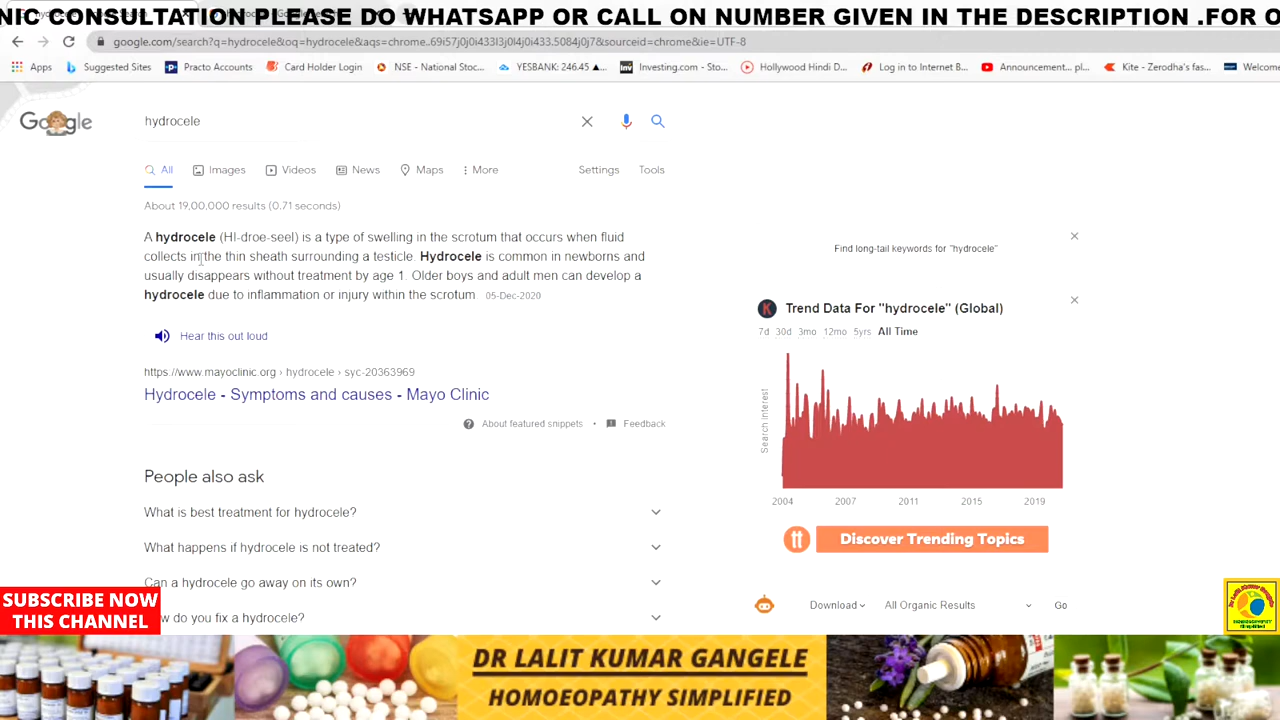 NIC CONSILTATION PLEASE DO WHATSAPP OR CALL ON NUMBER GIVEN IN THE DESCRIPTION .FOR O
google.com/search?q=hydrocele&oq=hydrocele&aqs=chrome..69i57j0j0i433l3j0l4j0i433.5084j0j7&sourceid=chrome&ie=UTF-8
Apps Suggested Sites Practo Accounts Card Holder Login NSE - National Stoc... YESBANK: 246.45 ▲... Investing.com - Sto... Hollywood Hindi D... Log in to Internet B... Announcement... pl... Kite - Zerodha's fas... Welcome
Google
hydrocele
All Images Videos News Maps More Settings Tools
About 19,00,000 results (0.71 seconds)
A hydrocele (HI-droe-seel) is a type of swelling in the scrotum that occurs when fluid
collects in the thin sheath surrounding a testicle. Hydrocele is common in newborns and
usually disappears without treatment by age 1. Older boys and adult men can develop a
hydrocele due to inflammation or injury within the scrotum 05-Dec-2020
Hear this out loud
https://www.mayoclinic.org › hydrocele › syc-20363969
Hydrocele - Symptoms and causes - Mayo Clinic
About featured snippets • Feedback
People also ask
What is best treatment for hydrocele?
What happens if hydrocele is not treated?
Can a hydrocele go away on its own?
do you fix a hydrocele?
Find long-tail keywords for "hydrocele"
Trend Data For "hydrocele" (Global)
7d 30d 3mo 12mo 5yrs All Time
Search Interest
2004 2007 2011 2015 2019
Discover Trending Topics
Download All Organic Results Go
SUBSCRIBE NOW
THIS CHANNEL
DR LALIT KUMAR GANGELE
HOMOEOPATHY SIMPLIFIED